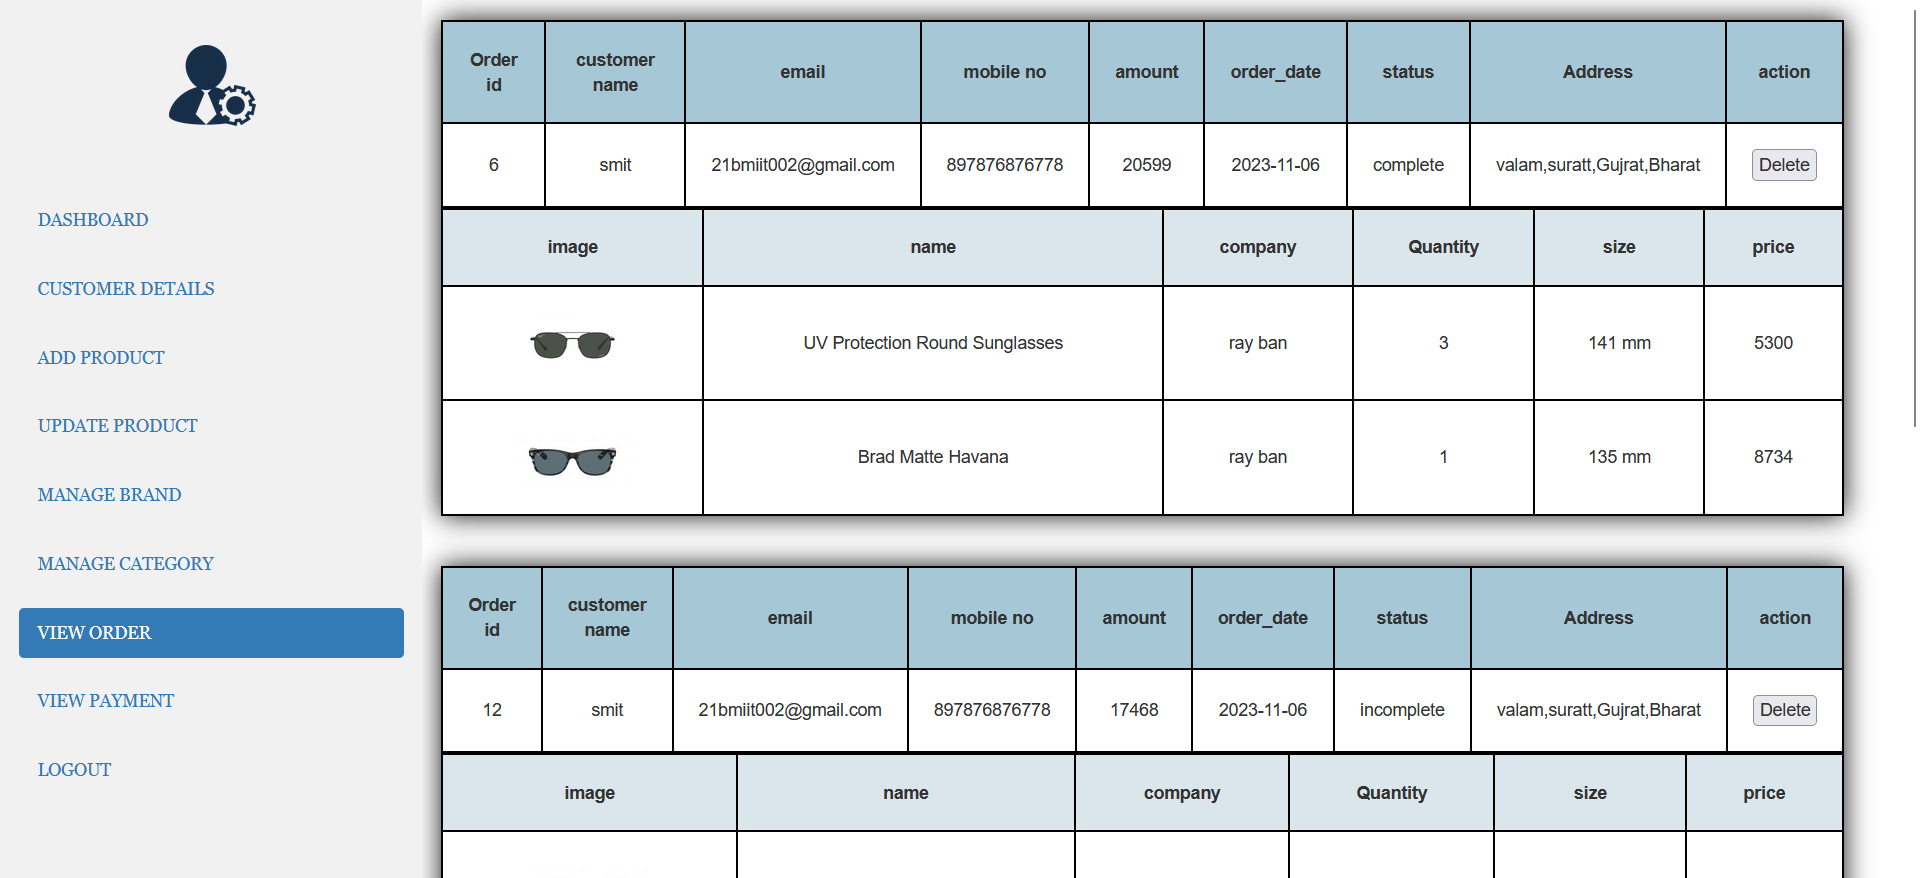 DASHBOARD
CUSTOMER DETAILS
ADD PRODUCT
UPDATE PRODUCT
MANAGE BRAND
MANAGE CATEGORY
VIEW ORDER
VIEW PAYMENT
LOGOUT
Order id customer name email mobile no amount order_date status Address action
6 smit 21bmiit002@gmail.com 897876876778 20599 2023-11-06 complete valam,suratt,Gujrat,Bharat Delete
image name company Quantity size price
UV Protection Round Sunglasses ray ban 3 141 mm 5300
Brad Matte Havana ray ban 1 135 mm 8734
Order id customer name email mobile no amount order_date status Address action
12 smit 21bmiit002@gmail.com 897876876778 17468 2023-11-06 incomplete valam,suratt,Gujrat,Bharat Delete
image name company Quantity size price